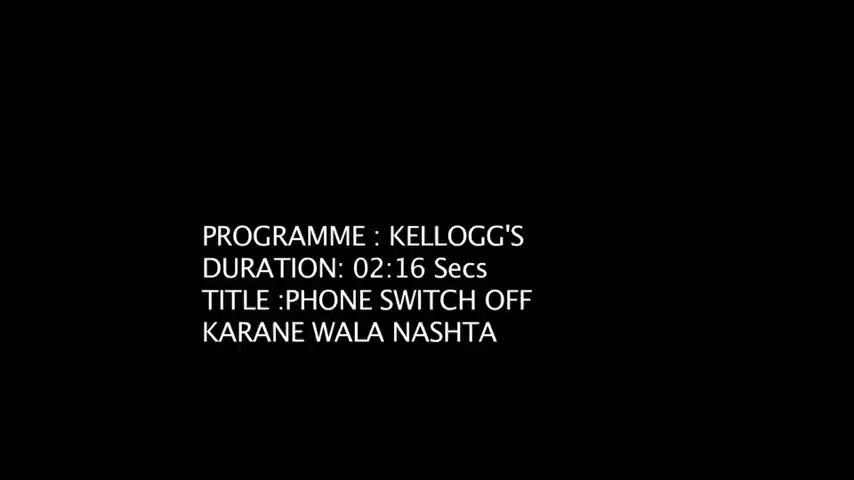 PROGRAMME : KELLOGG'S
DURATION: 02:16 Secs
TITLE :PHONE SWITCH OFF
KARANE WALA NASHTA